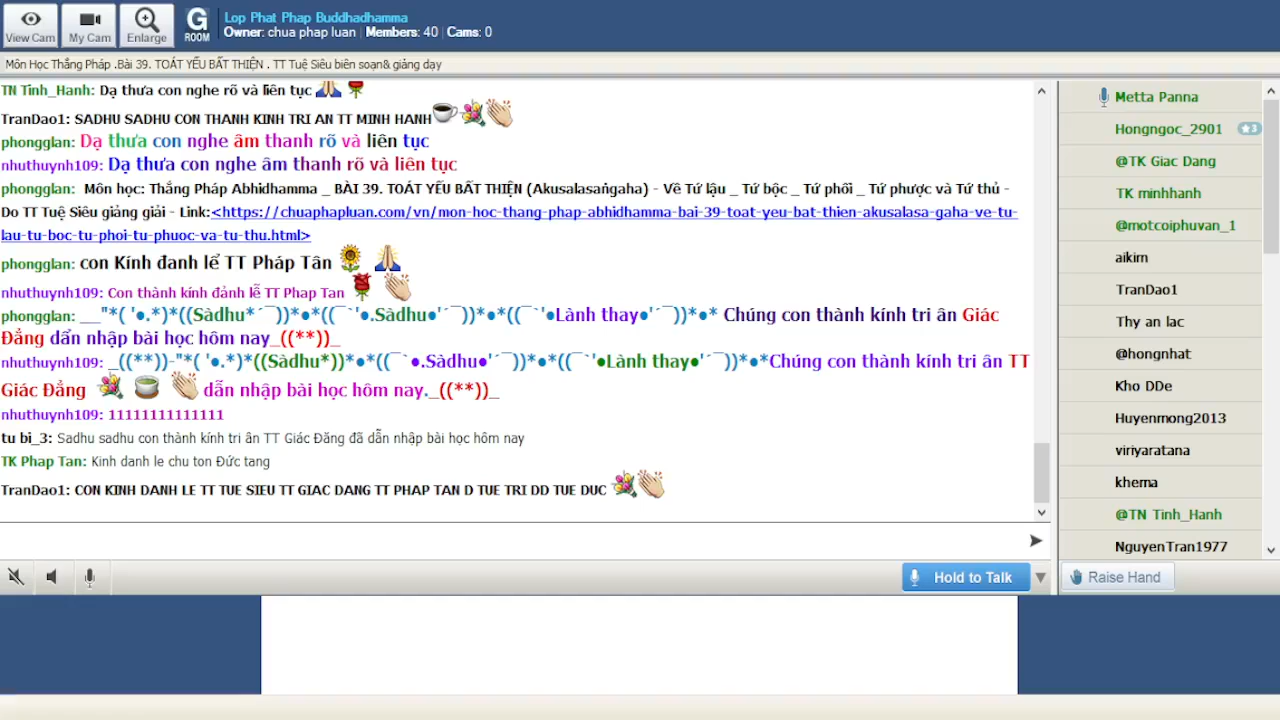 View Cam
My Cam
Enlarge
G
ROOM
Lop Phat Phap Buddhadhamma
Owner: chua phap luan Members: 40 Cams: 0
Môn Học Thắng Pháp .Bài 39. TOÁT YẾU BẤT THIỆN . TT Tuệ Siêu biên soạn& giảng dạy
TN Tinh_Hanh: Dạ thưa con nghe rõ và liên tục
TranDao1: SADHU SADHU CON THANH KINH TRI AN TT MINH HANH
phongglan: Dạ thưa con nghe âm thanh rõ và liên tục
nhuthuynh109: Dạ thưa con nghe âm thanh rõ và liên tục
phongglan: Môn học: Thắng Pháp Abhidhamma _ BÀI 39. TOÁT YẾU BẤT THIỆN (Akusalasaṅgaha) - Về Tứ lậu _ Tứ bộc _ Tứ phối _ Tứ phược và Tứ thủ -
Do TT Tuệ Siêu giảng giải - Link:<https://chuaphapluan.com/vn/mon-hoc-thang-phap-abhidhamma-bai-39-toat-yeu-bat-thien-akusalasa-gaha-ve-tu-
lau-tu-boc-tu-phoi-tu-phuoc-va-tu-thu.html>
phongglan: con Kính đanh lể TT Pháp Tân
nhuthuynh109: Con thành kính đảnh lễ TT Phap Tan
phongglan: __"*( '●.*)*((Sàdhu*´¯))*●*((¯`'●.Sàdhu●'´¯))*●*((¯`'●Lành thay●'´¯))*●* Chúng con thành kính tri ân Giác
Đẳng dẩn nhập bài học hôm nay_((**))_
nhuthuynh109: _((**))-"*( '●.*)*((Sàdhu*))*●*((¯`●.Sàdhu●'´¯))*●*((¯`'●Lành thay●'´¯))*●*Chúng con thành kính tri ân TT
Giác Đẳng dẫn nhập bài học hôm nay._((**))_
nhuthuynh109: 11111111111111
tu bi_3: Sadhu sadhu con thành kính tri ân TT Giác Đăng đã dẫn nhập bài học hôm nay
TK Phap Tan: Kinh danh le chu ton Đức tang
TranDao1: CON KINH DANH LE TT TUE SIEU TT GIAC DANG TT PHAP TAN D TUE TRI DD TUE DUC
Hold to Talk
Metta Panna
Hongngoc_2901 ★3
@TK Giac Dang
TK minhhanh
@motcoiphuvan_1
aikim
TranDao1
Thy an lac
@hongnhat
Kho DDe
Huyenmong2013
viriyaratana
khema
@TN Tinh_Hanh
NguyenTran1977
Raise Hand